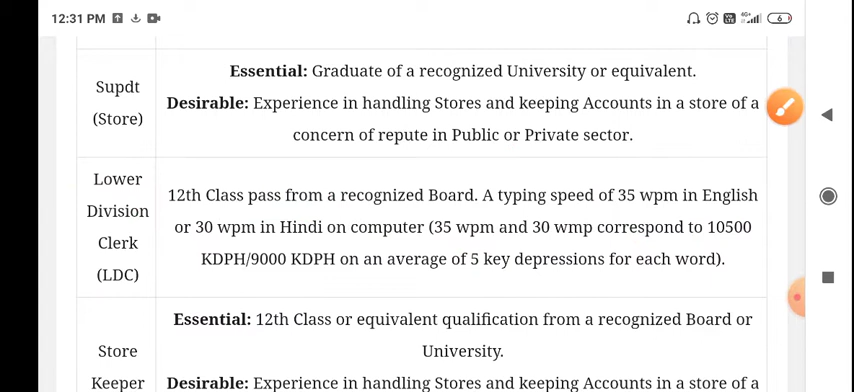 12:31 PM
4G+
6
Supdt
(Store)
Essential: Graduate of a recognized University or equivalent.
Desirable: Experience in handling Stores and keeping Accounts in a store of a
concern of repute in Public or Private sector.
Lower
Division
Clerk
(LDC)
12th Class pass from a recognized Board. A typing speed of 35 wpm in English
or 30 wpm in Hindi on computer (35 wpm and 30 wmp correspond to 10500
KDPH/9000 KDPH on an average of 5 key depressions for each word).
Store
Keeper
Essential: 12th Class or equivalent qualification from a recognized Board or
University.
Desirable: Experience in handling Stores and keeping Accounts in a store of a